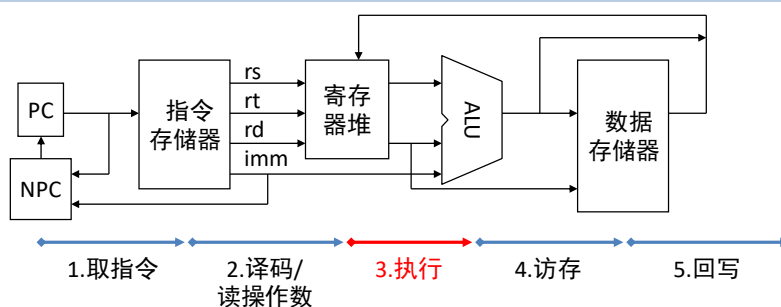 PC
NPC
指令
存储器
rs
rt
rd
imm
寄存
器堆
ALU
数据
存储器
1.取指令
2.译码/
读操作数
3.执行
4.访存
5.回写